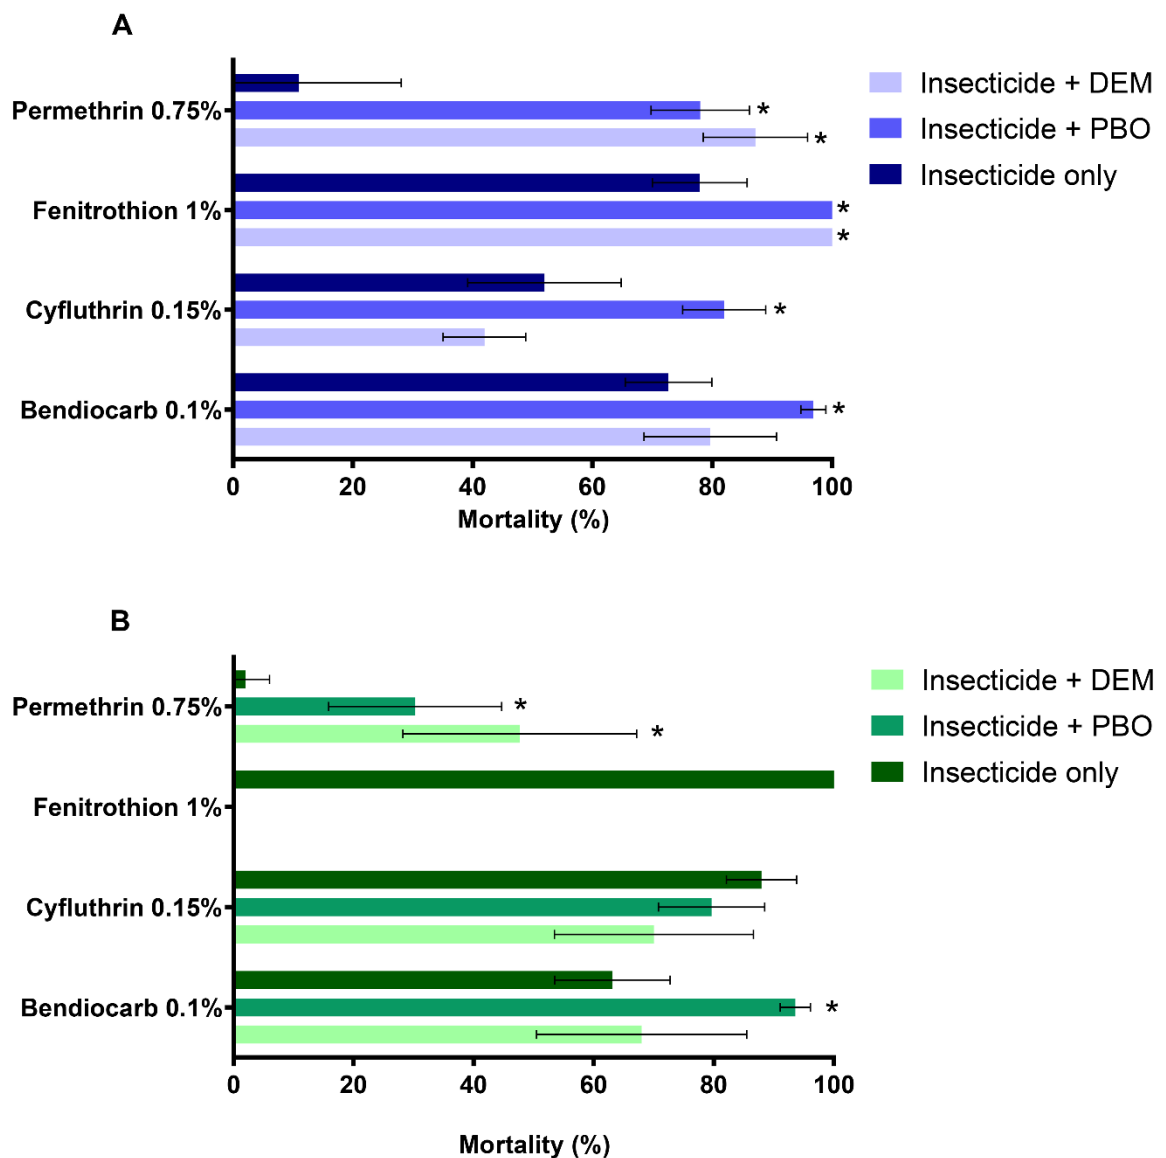 A
Insecticide + DEM
Insecticide + PBO
Insecticide only
Permethrin 0.75%
*
*
Fenitrothion 1%
*
*
Cyfluthrin 0.15%
*
Bendiocarb 0.1%
*
0 20 40 60 80 100
Mortality (%)
B
Insecticide + DEM
Insecticide + PBO
Insecticide only
Permethrin 0.75%
*
*
Fenitrothion 1%
Cyfluthrin 0.15%
Bendiocarb 0.1%
*
0 20 40 60 80 100
Mortality (%)